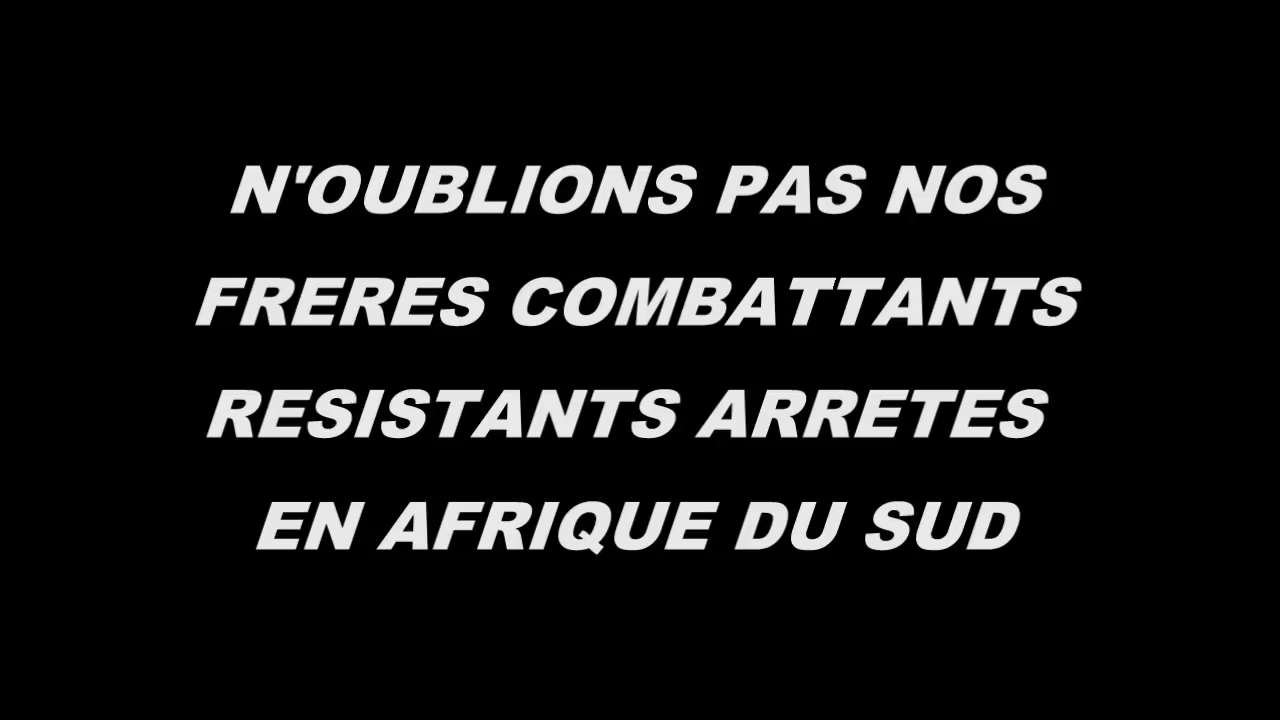 N'OUBLIONS PAS NOS
FRERES COMBATTANTS
RESISTANTS ARRETES
EN AFRIQUE DU SUD